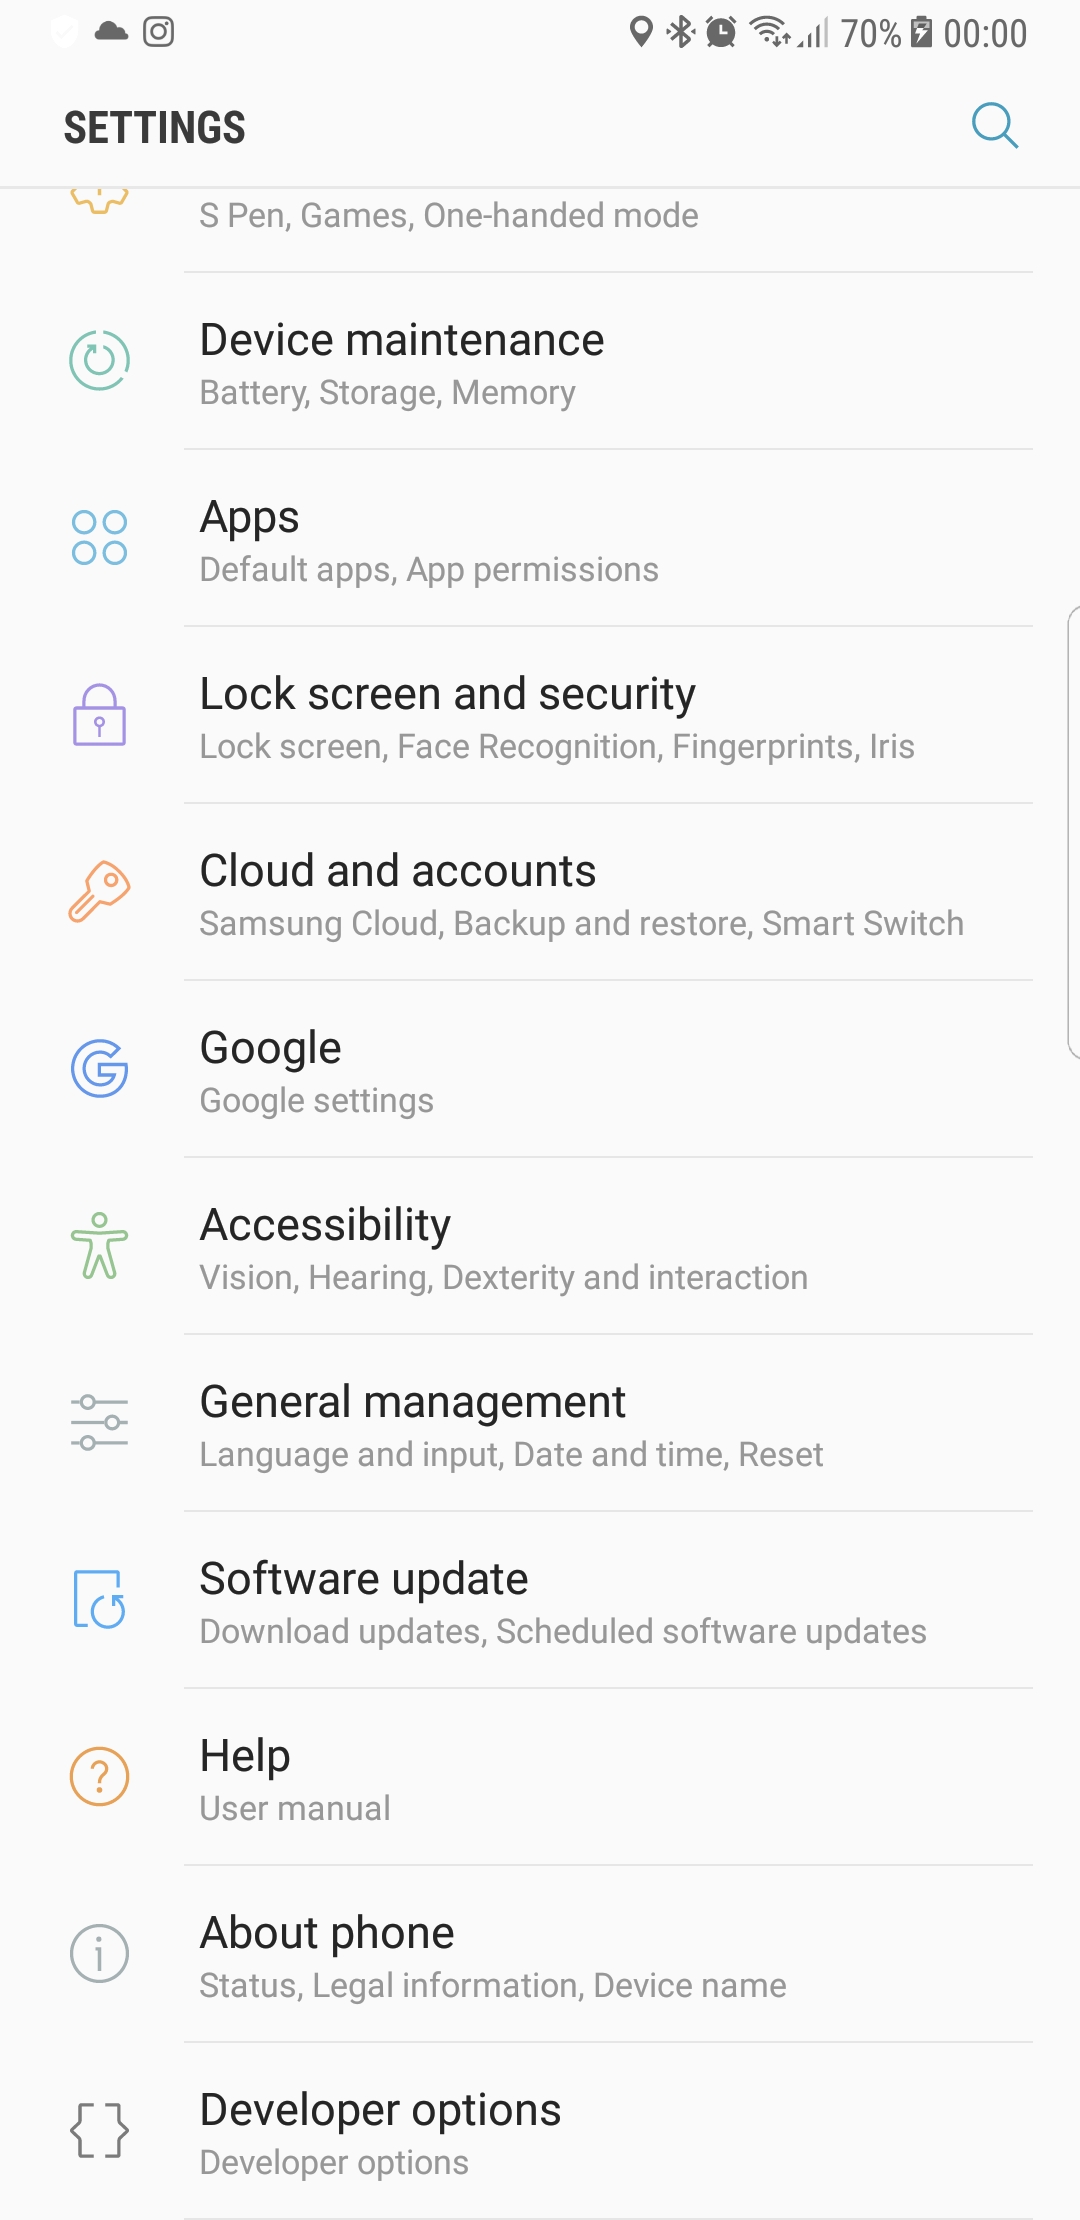 70% 00:00
SETTINGS
S Pen, Games, One-handed mode
Device maintenance
Battery, Storage, Memory
Apps
Default apps, App permissions
Lock screen and security
Lock screen, Face Recognition, Fingerprints, Iris
Cloud and accounts
Samsung Cloud, Backup and restore, Smart Switch
Google
Google settings
Accessibility
Vision, Hearing, Dexterity and interaction
General management
Language and input, Date and time, Reset
Software update
Download updates, Scheduled software updates
Help
User manual
About phone
Status, Legal information, Device name
Developer options
Developer options